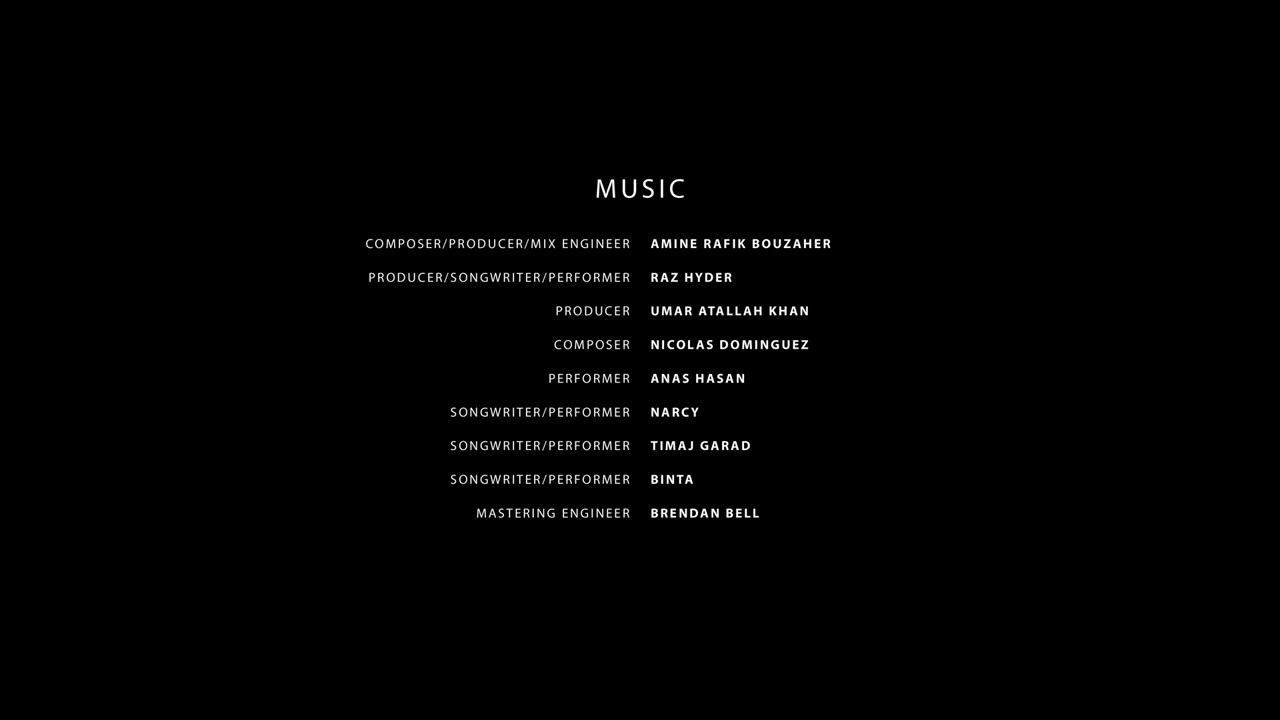 MUSIC
COMPOSER/PRODUCER/MIX ENGINEER AMINE RAFIK BOUZAHER
PRODUCER/SONGWRITER/PERFORMER RAZ HYDER
PRODUCER UMAR ATALLAH KHAN
COMPOSER NICOLAS DOMINGUEZ
PERFORMER ANAS HASAN
SONGWRITER/PERFORMER NARCY
SONGWRITER/PERFORMER TIMAJ GARAD
SONGWRITER/PERFORMER BINTA
MASTERING ENGINEER BRENDAN BELL